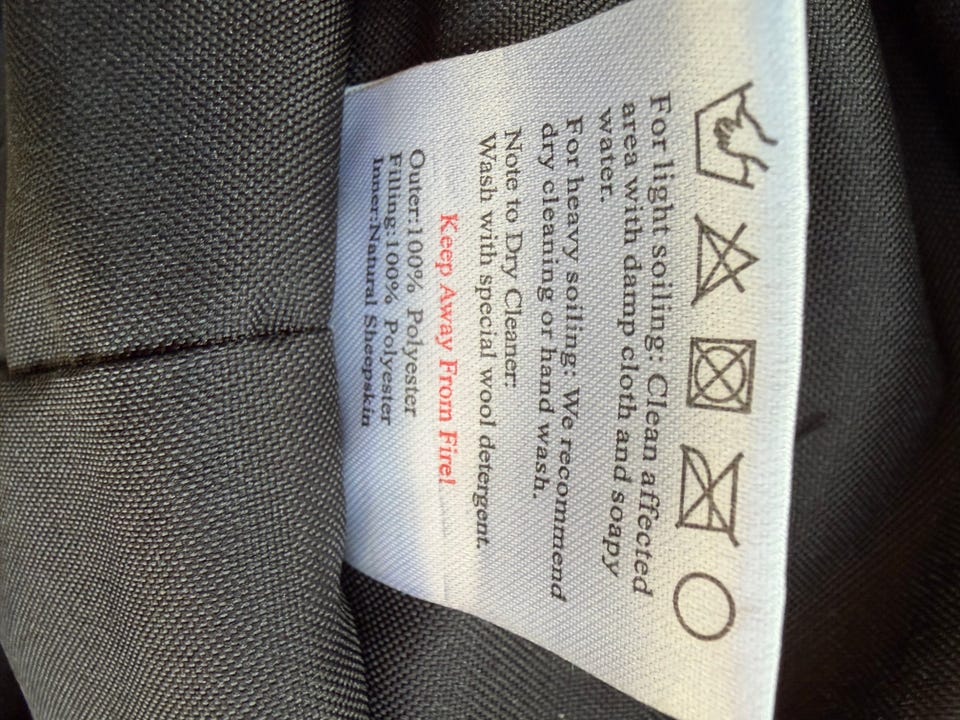 For light soiling: Clean affected
area with damp cloth and soapy
water.
For heavy soiling: We recommend
dry cleaning or hand wash.
Note to Dry Cleaner:
Wash with special wool detergent.
Keep Away From Fire!
Outer:100% Polyester
Filling:100% Polyester
Inner:Natural Sheepskin